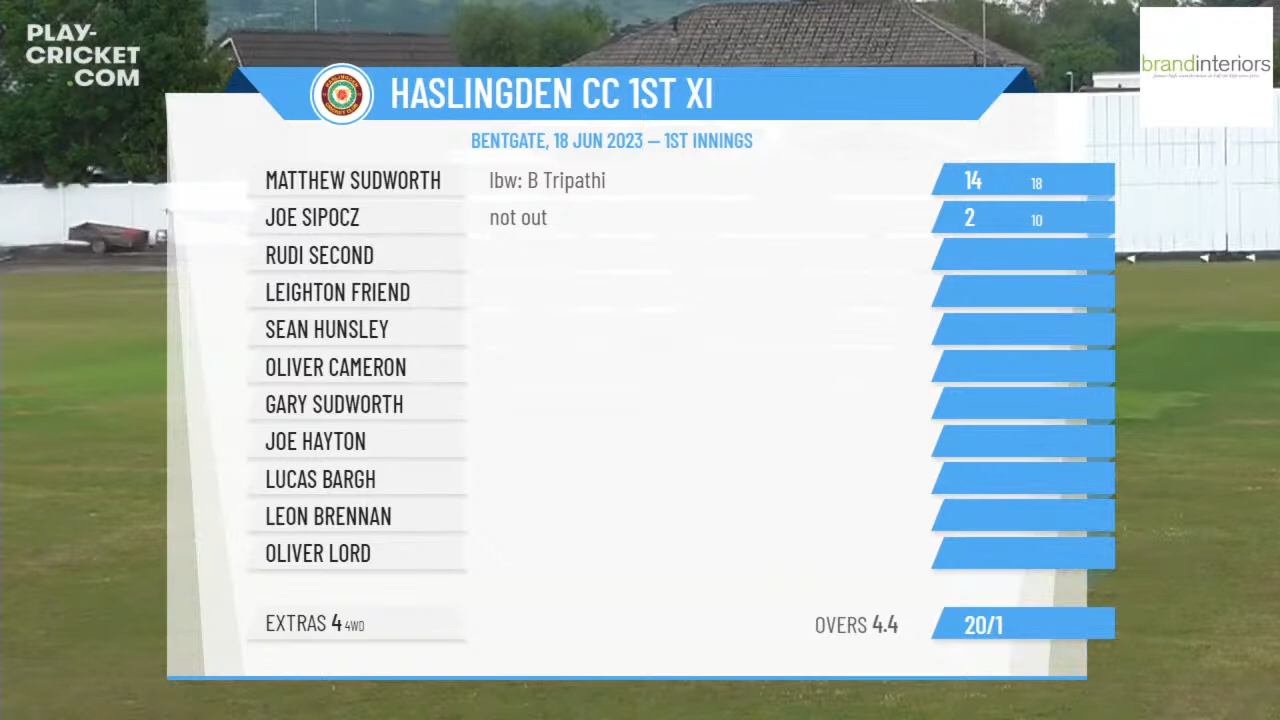 PLAY-
CRICKET
.COM
brandinteriors
HASLINGDEN CC 1ST XI
BENTGATE, 18 JUN 2023 – 1ST INNINGS
MATTHEW SUDWORTH lbw: B Tripathi 14 18
JOE SIPOCZ not out 2 10
RUDI SECOND
LEIGHTON FRIEND
SEAN HUNSLEY
OLIVER CAMERON
GARY SUDWORTH
JOE HAYTON
LUCAS BARGH
LEON BRENNAN
OLIVER LORD
EXTRAS 4 4WD OVERS 4.4 20/1